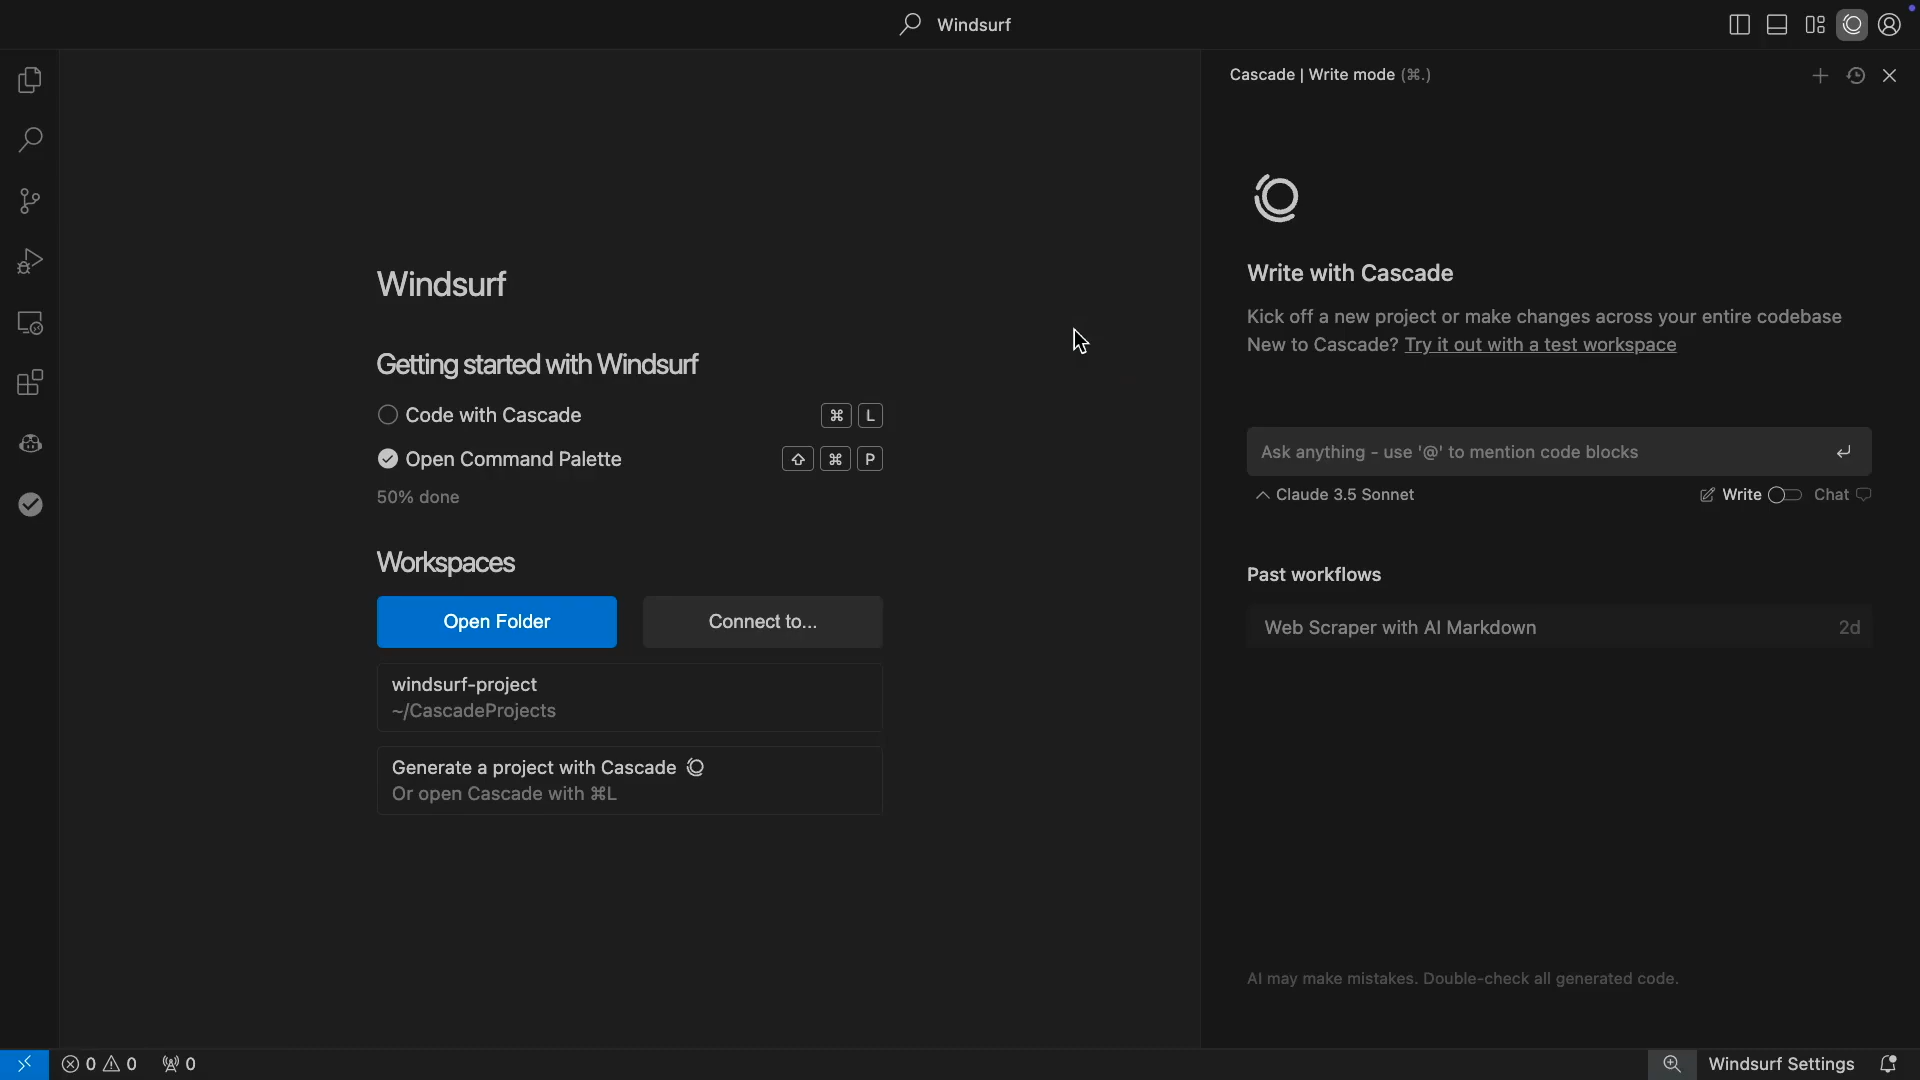 Windsurf
Cascade | Write mode (⌘.)
Windsurf
Getting started with Windsurf
Code with Cascade ⌘ L
Open Command Palette ⇧ ⌘ P
50% done
Workspaces
Open Folder
Connect to...
windsurf-project
~/CascadeProjects
Generate a project with Cascade
Or open Cascade with ⌘L
Write with Cascade
Kick off a new project or make changes across your entire codebase
New to Cascade? Try it out with a test workspace
Ask anything - use '@' to mention code blocks
Claude 3.5 Sonnet
Write Chat
Past workflows
Web Scraper with AI Markdown 2d
AI may make mistakes. Double-check all generated code.
0 0 0
Windsurf Settings